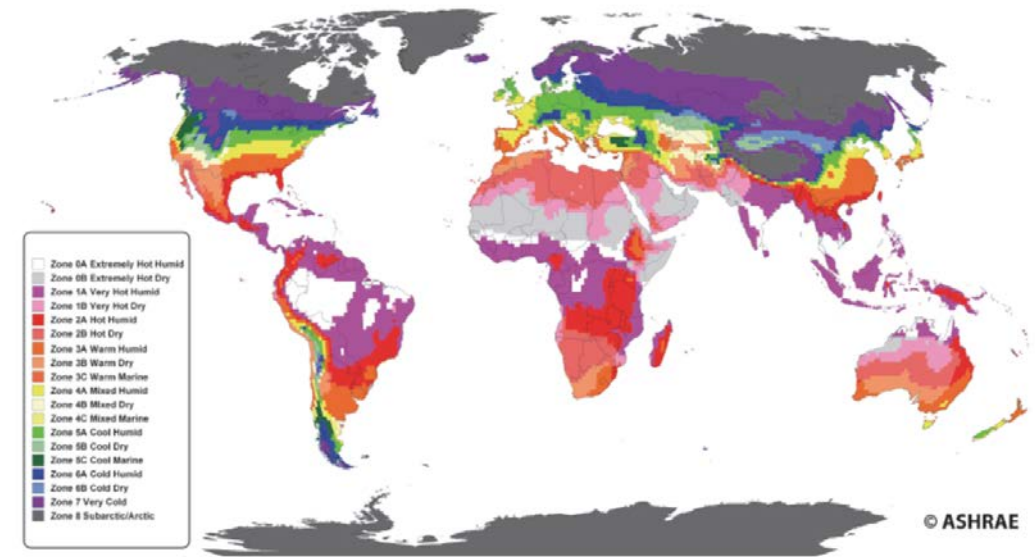 Zone 0A Extremely Hot Humid
Zone 0B Extremely Hot Dry
Zone 1A Very Hot Humid
Zone 1B Very Hot Dry
Zone 2A Hot Humid
Zone 2B Hot Dry
Zone 3A Warm Humid
Zone 3B Warm Dry
Zone 3C Warm Marine
Zone 4A Mixed Humid
Zone 4B Mixed Dry
Zone 4C Mixed Marine
Zone 5A Cool Humid
Zone 5B Cool Dry
Zone 5C Cool Marine
Zone 6A Cold Humid
Zone 6B Cold Dry
Zone 7 Very Cold
Zone 8 Subarctic/Arctic
© ASHRAE